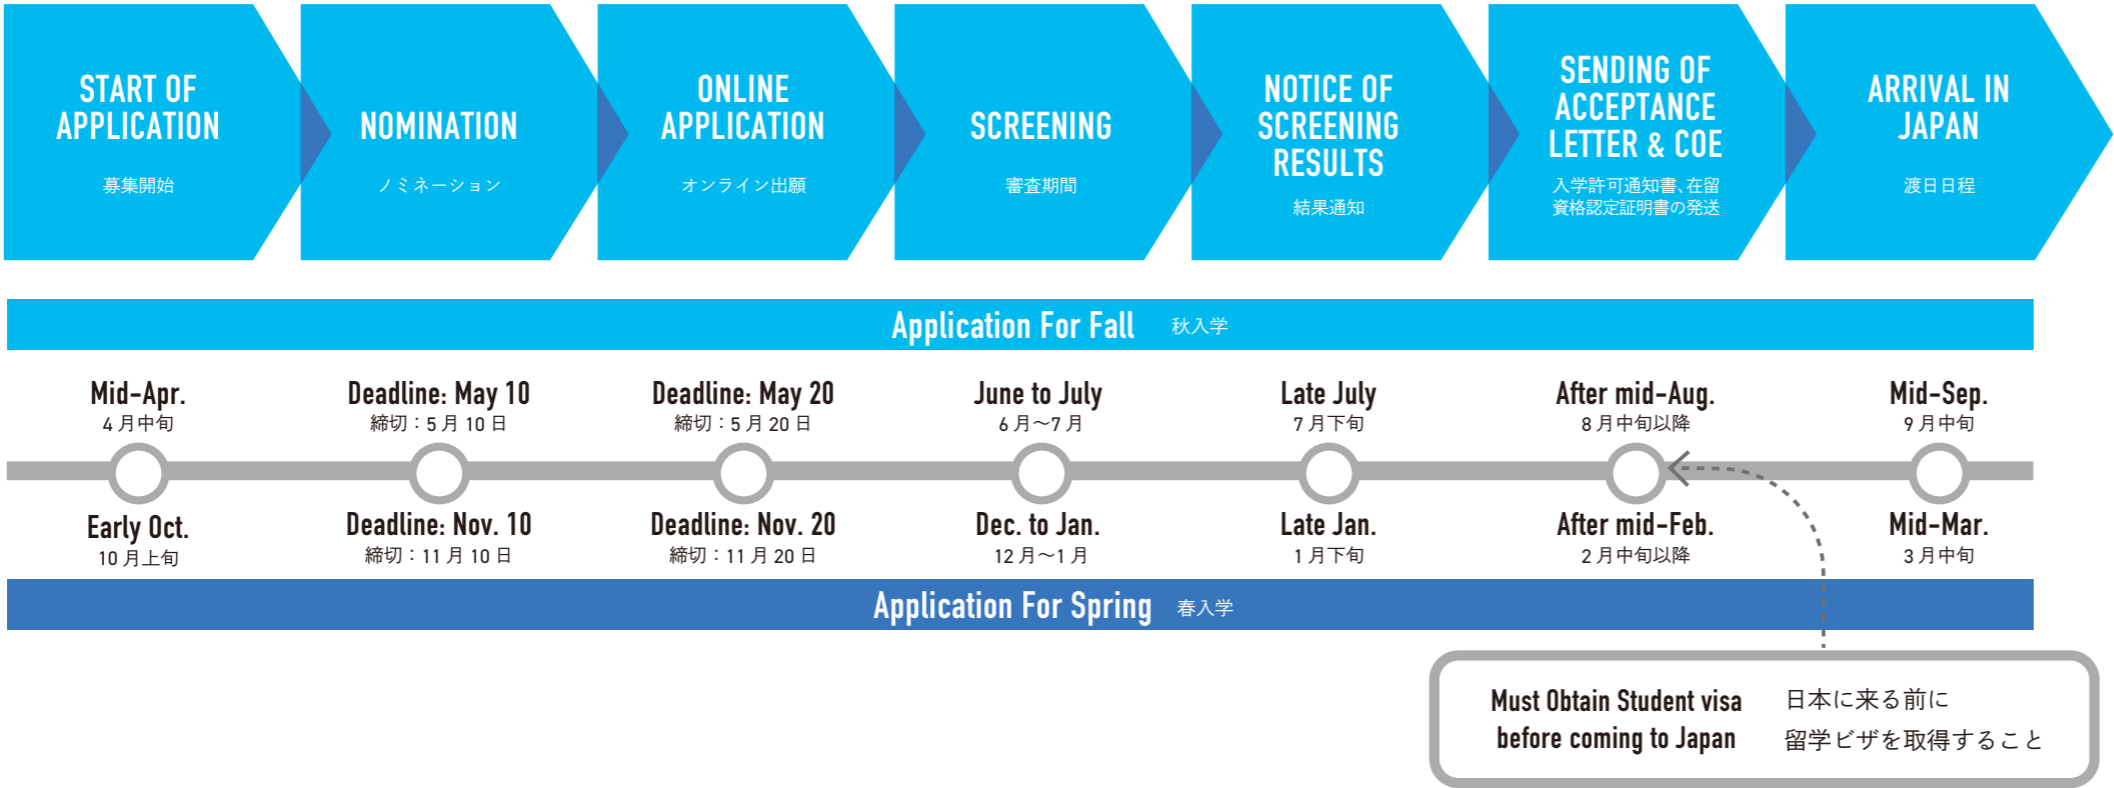 START OF
APPLICATION
募集開始
NOMINATION
ノミネーション
ONLINE
APPLICATION
オンライン出願
SCREENING
審査期間
NOTICE OF
SCREENING
RESULTS
結果通知
SENDING OF
ACCEPTANCE
LETTER & COE
入学許可通知書、在留
資格認定証明書の発送
ARRIVAL IN
JAPAN
渡日日程
Application For Fall 秋入学
Mid-Apr.
4月中旬
Deadline: May 10
締切：5月10日
Deadline: May 20
締切：5月20日
June to July
6月～7月
Late July
7月下旬
After mid-Aug.
8月中旬以降
Mid-Sep.
9月中旬
Early Oct.
10月上旬
Deadline: Nov. 10
締切：11月10日
Deadline: Nov. 20
締切：11月20日
Dec. to Jan.
12月～1月
Late Jan.
1月下旬
After mid-Feb.
2月中旬以降
Mid-Mar.
3月中旬
Application For Spring 春入学
Must Obtain Student visa
before coming to Japan
日本に来る前に
留学ビザを取得すること